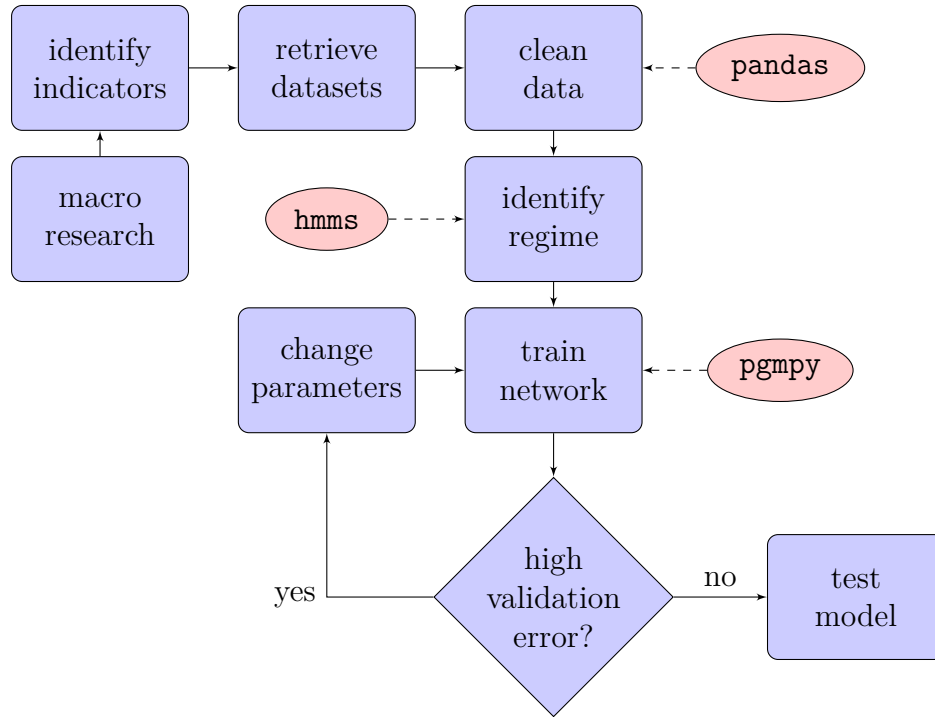 identify
indicators
retrieve
datasets
clean
data
pandas
macro
research
hmms
identify
regime
change
parameters
train
network
pgmpy
yes
high
validation
error?
no
test
model